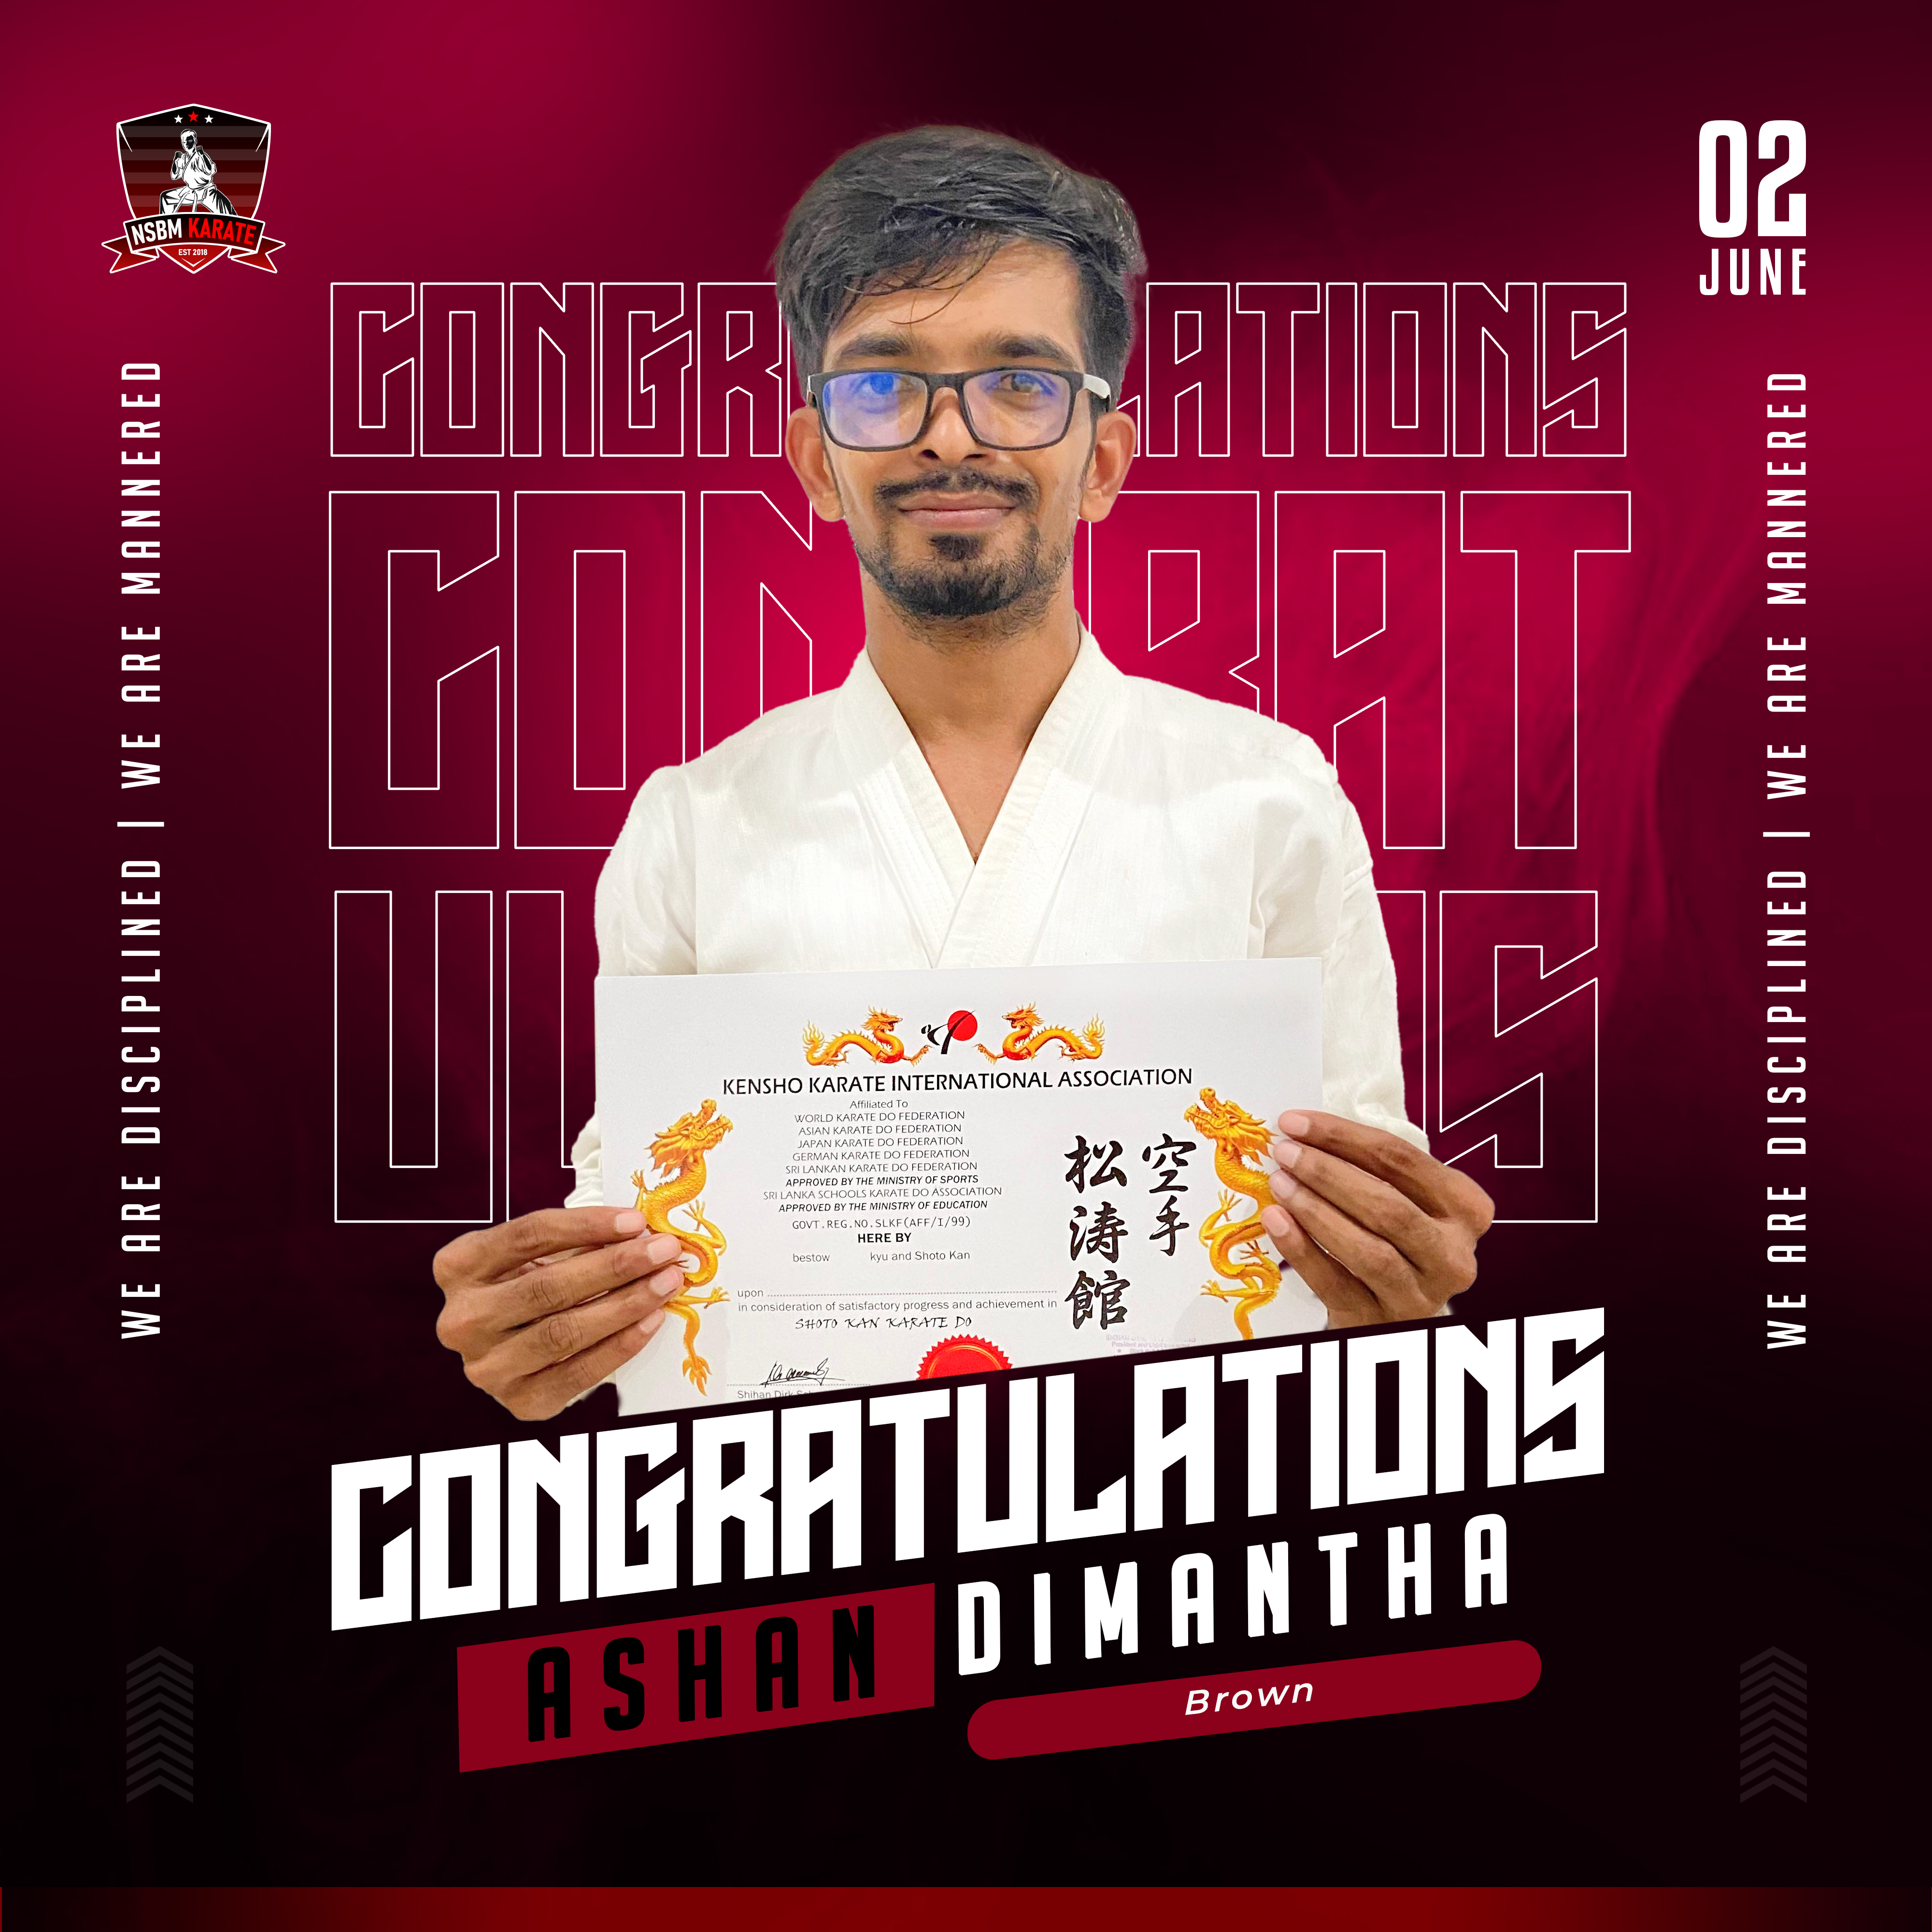 NSBM KARATE
EST 2018
02
JUNE
WE ARE DISCIPLINED | WE ARE MANNERED
WE ARE DISCIPLINED | WE ARE MANNERED
KENSHO KARATE INTERNATIONAL ASSOCIATION
Affiliated To
WORLD KARATE DO FEDERATION
ASIAN KARATE DO FEDERATION
JAPAN KARATE DO FEDERATION
GERMAN KARATE DO FEDERATION
SRI LANKAN KARATE DO FEDERATION
APPROVED BY THE MINISTRY OF SPORTS
SRI LANKA SCHOOLS KARATE DO ASSOCIATION
APPROVED BY THE MINISTRY OF EDUCATION
GOVT.REG.NO.SLKF(AFF/I/99)
HERE BY
bestow kyu and Shoto Kan
upon
in consideration of satisfactory progress and achievement in
SHOTO KAN KARATE DO
Shihan Dirk
空手
松涛館
CONGRATULATIONS
ASHAN DIMANTHA
Brown